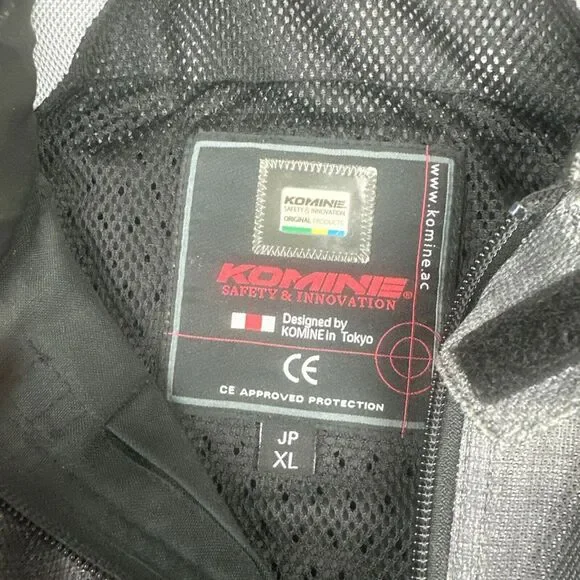 KOMINE
SAFETY & INNOVATION
ORIGINAL PRODUCTS
www.komine.ac
KOMINE®
SAFETY & INNOVATION
Designed by
KOMINE in Tokyo
CE
CE APPROVED PROTECTION
JP
XL